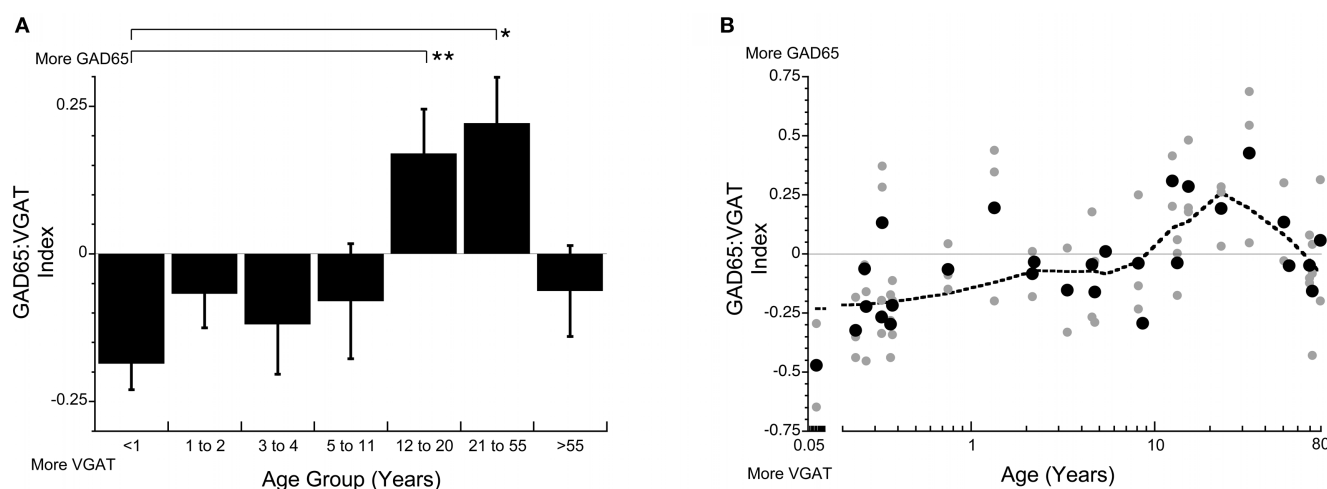 A
More GAD65
*
**
0.25
0
-0.25
GAD65:VGAT
Index
<1
1 to 2
3 to 4
5 to 11
12 to 20
21 to 55
>55
More VGAT
Age Group (Years)
B
More GAD65
0.75
0.5
0.25
0
-0.25
-0.5
-0.75
GAD65:VGAT
Index
0.05
1
10
80
More VGAT
Age (Years)